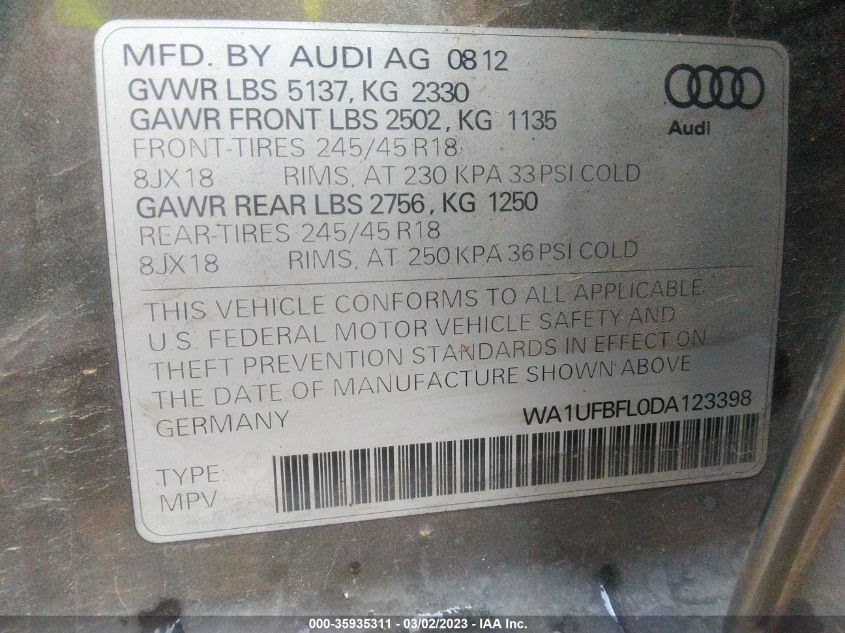 MFD. BY AUDI AG 08 12
GVWR LBS 5137, KG 2330
GAWR FRONT LBS 2502, KG 1135
Audi
FRONT-TIRES 245/45 R18
8JX18 RIMS, AT 230 KPA 33 PSI COLD
GAWR REAR LBS 2756, KG 1250
REAR-TIRES 245/45 R18
8JX18 RIMS, AT 250 KPA 36 PSI COLD
THIS VEHICLE CONFORMS TO ALL APPLICABLE
U.S. FEDERAL MOTOR VEHICLE SAFETY AND
THEFT PREVENTION STANDARDS IN EFFECT ON
THE DATE OF MANUFACTURE SHOWN ABOVE
GERMANY WA1UFBFL0DA123398
TYPE:
MPV
000-35935311 — 03/02/2023 — IAA Inc.